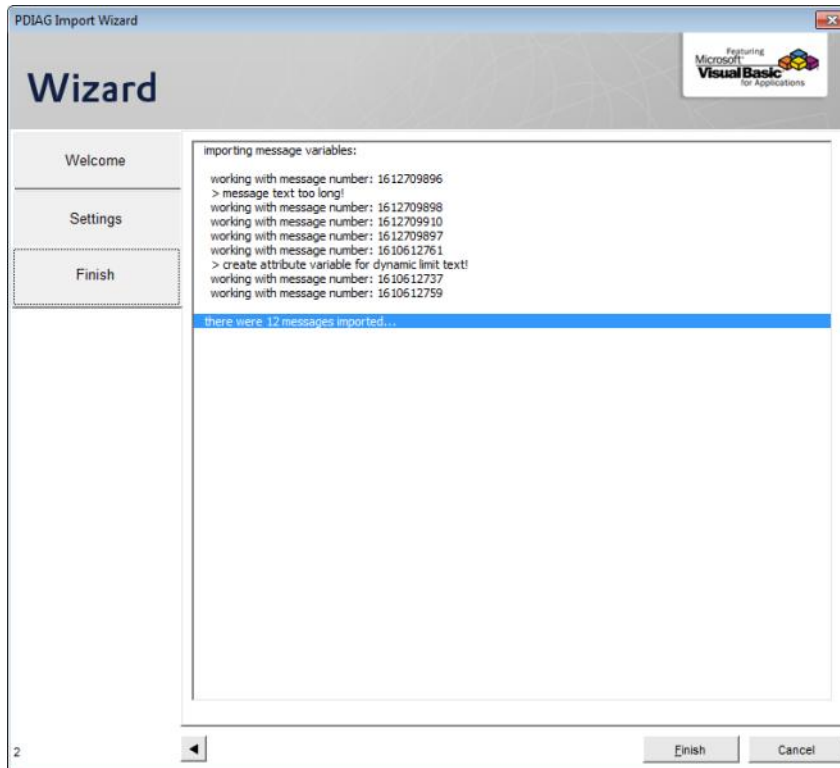 PDIAG Import Wizard
Wizard
Featuring
Microsoft®
Visual Basic
for Applications
Welcome
Settings
Finish
importing message variables:
working with message number: 1612709896
> message text too long!
working with message number: 1612709898
working with message number: 1612709910
working with message number: 1612709897
working with message number: 1610612761
> create attribute variable for dynamic limit text!
working with message number: 1610612737
working with message number: 1610612759
there were 12 messages imported...
2
Finish
Cancel